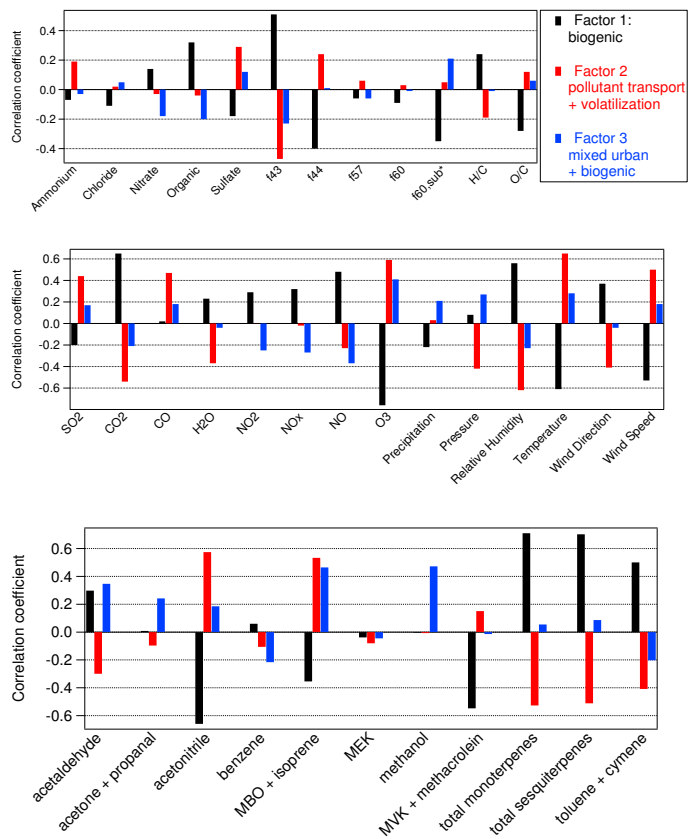 Correlation coefficient
0.4
0.2
0.0
-0.2
-0.4
Ammonium
Chloride
Nitrate
Organic
Sulfate
f43
f44
f57
f60
f60.sub*
H/C
O/C
Factor 1:
biogenic
Factor 2
pollutant transport
+ volatilization
Factor 3
mixed urban
+ biogenic
Correlation coefficient
0.6
0.4
0.2
0.0
-0.2
-0.4
-0.6
SO2
CO2
CO
H2O
NO2
NOx
NO
O3
Precipitation
Pressure
Relative Humidity
Temperature
Wind Direction
Wind Speed
Correlation coefficient
0.6
0.4
0.2
0.0
-0.2
-0.4
-0.6
acetaldehyde
acetone + propanal
acetonitrile
benzene
MBO + isoprene
MEK
methanol
MVK + methacrolein
total monoterpenes
total sesquiterpenes
toluene + cymene